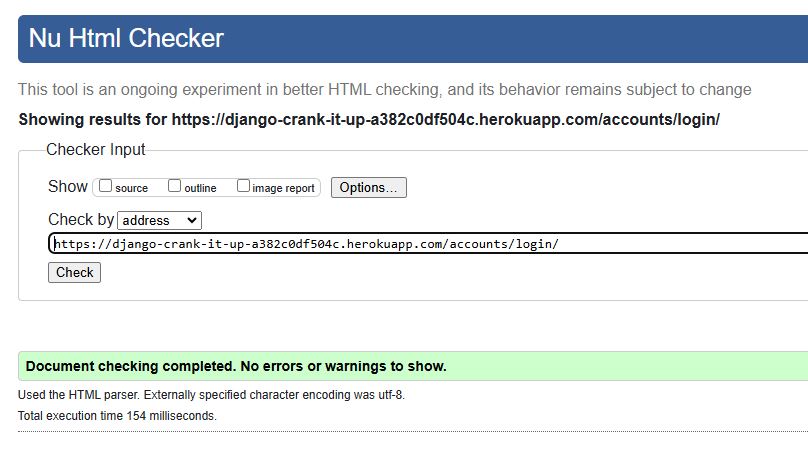 Nu Html Checker
This tool is an ongoing experiment in better HTML checking, and its behavior remains subject to change
Showing results for https://django-crank-it-up-a382c0df504c.herokuapp.com/accounts/login/
Checker Input
Show source outline image report Options...
Check by address
https://django-crank-it-up-a382c0df504c.herokuapp.com/accounts/login/
Check
Document checking completed. No errors or warnings to show.
Used the HTML parser. Externally specified character encoding was utf-8.
Total execution time 154 milliseconds.